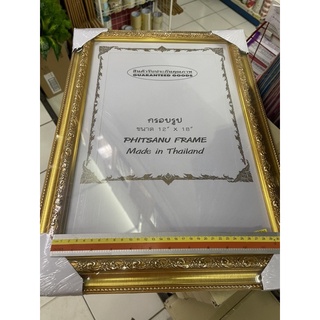 สินค้ารับประกันคุณภาพ
GUARANTEED GOODS
กรอบรูป
ขนาด 12" X 18"
PHITSANU FRAME
Made in Thailand